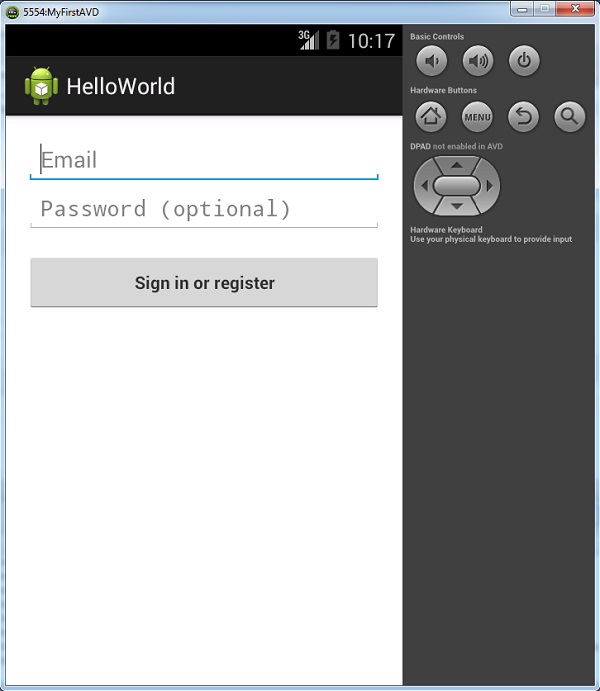 5554:MyFirstAVD
3G 10:17
HelloWorld
Email
Password (optional)
Sign in or register
Basic Controls
Hardware Buttons
MENU
DPAD not enabled in AVD
Hardware Keyboard
Use your physical keyboard to provide input